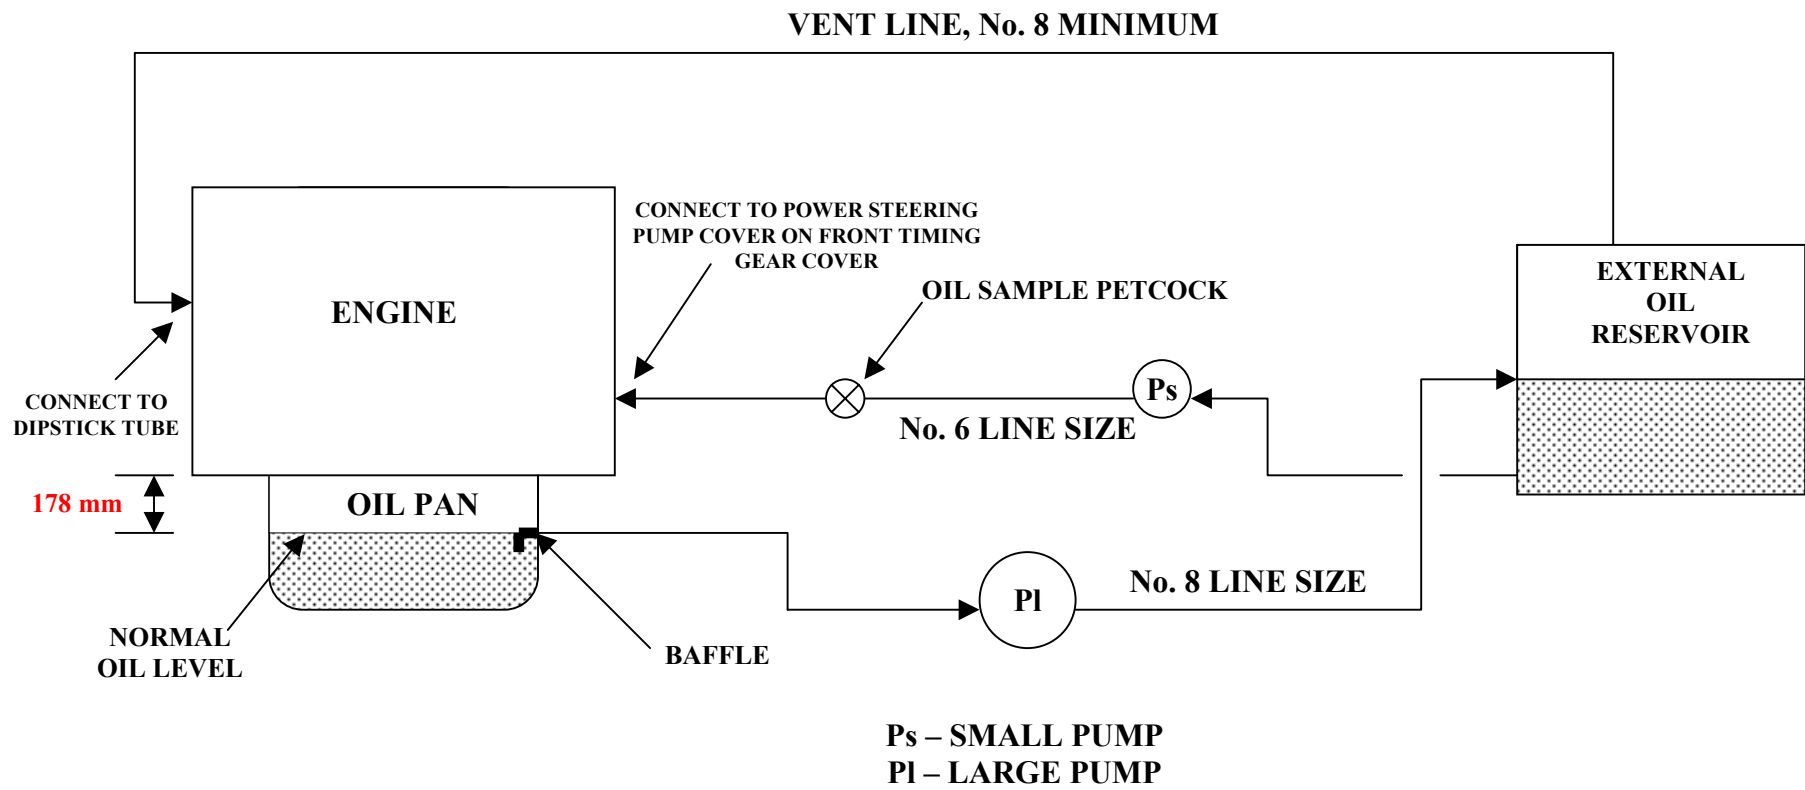 VENT LINE, No. 8 MINIMUM
CONNECT TO POWER STEERING
PUMP COVER ON FRONT TIMING
GEAR COVER
ENGINE
OIL SAMPLE PETCOCK
EXTERNAL
OIL
RESERVOIR
CONNECT TO
DIPSTICK TUBE
Ps
No. 6 LINE SIZE
178 mm
OIL PAN
Pl
No. 8 LINE SIZE
NORMAL
OIL LEVEL
BAFFLE
Ps – SMALL PUMP
Pl – LARGE PUMP